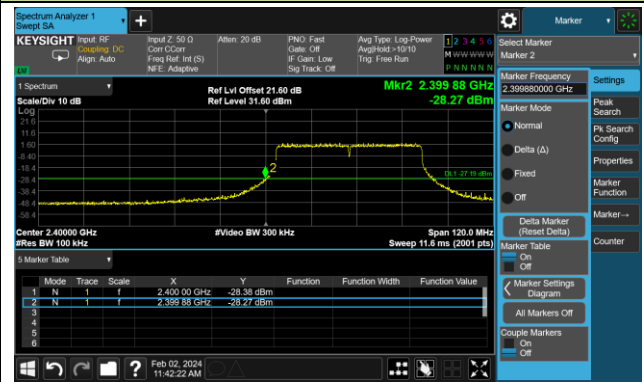 Spectrum Analyzer 1
Swept SA
Marker
KEYSIGHT
Input: RF
Coupling: DC
Align: Auto
Input Z: 50 Ω
Corr CCorr
Freq Ref: Int (S)
NFE: Adaptive
Atten: 20 dB
PNO: Fast
Gate: Off
IF Gain: Low
Sig Track: Off
Avg Type: Log-Power
Avg|Hold:>10/10
Trig: Free Run
1 2 3 4 5 6
M W W W W W
P N N N N N
LXI
Select Marker
Marker 2
1 Spectrum
Scale/Div 10 dB
Log
Ref Lvl Offset 21.60 dB
Ref Level 31.60 dBm
Mkr2 2.399 88 GHz
-28.27 dBm
21.6
11.6
1.60
-8.40
-18.4
-28.4
-38.4
-48.4
-58.4
2
DL1 -27.19 dBm
Center 2.40000 GHz
#Res BW 100 kHz
#Video BW 300 kHz
Span 120.0 MHz
Sweep 11.6 ms (2001 pts)
5 Marker Table
Mode Trace Scale X Y Function Function Width Function Value
1 N 1 f 2.400 00 GHz -28.38 dBm
2 N 1 f 2.399 88 GHz -28.27 dBm
3
4
5
6
Feb 02, 2024
11:42:22 AM
Marker Frequency
2.399880000 GHz
Marker Mode
Normal
Delta (Δ)
Fixed
Off
Delta Marker
(Reset Delta)
Marker Table
On
Off
Marker Settings
Diagram
All Markers Off
Couple Markers
On
Off
Settings
Peak
Search
Pk Search
Config
Properties
Marker
Function
Marker→
Counter